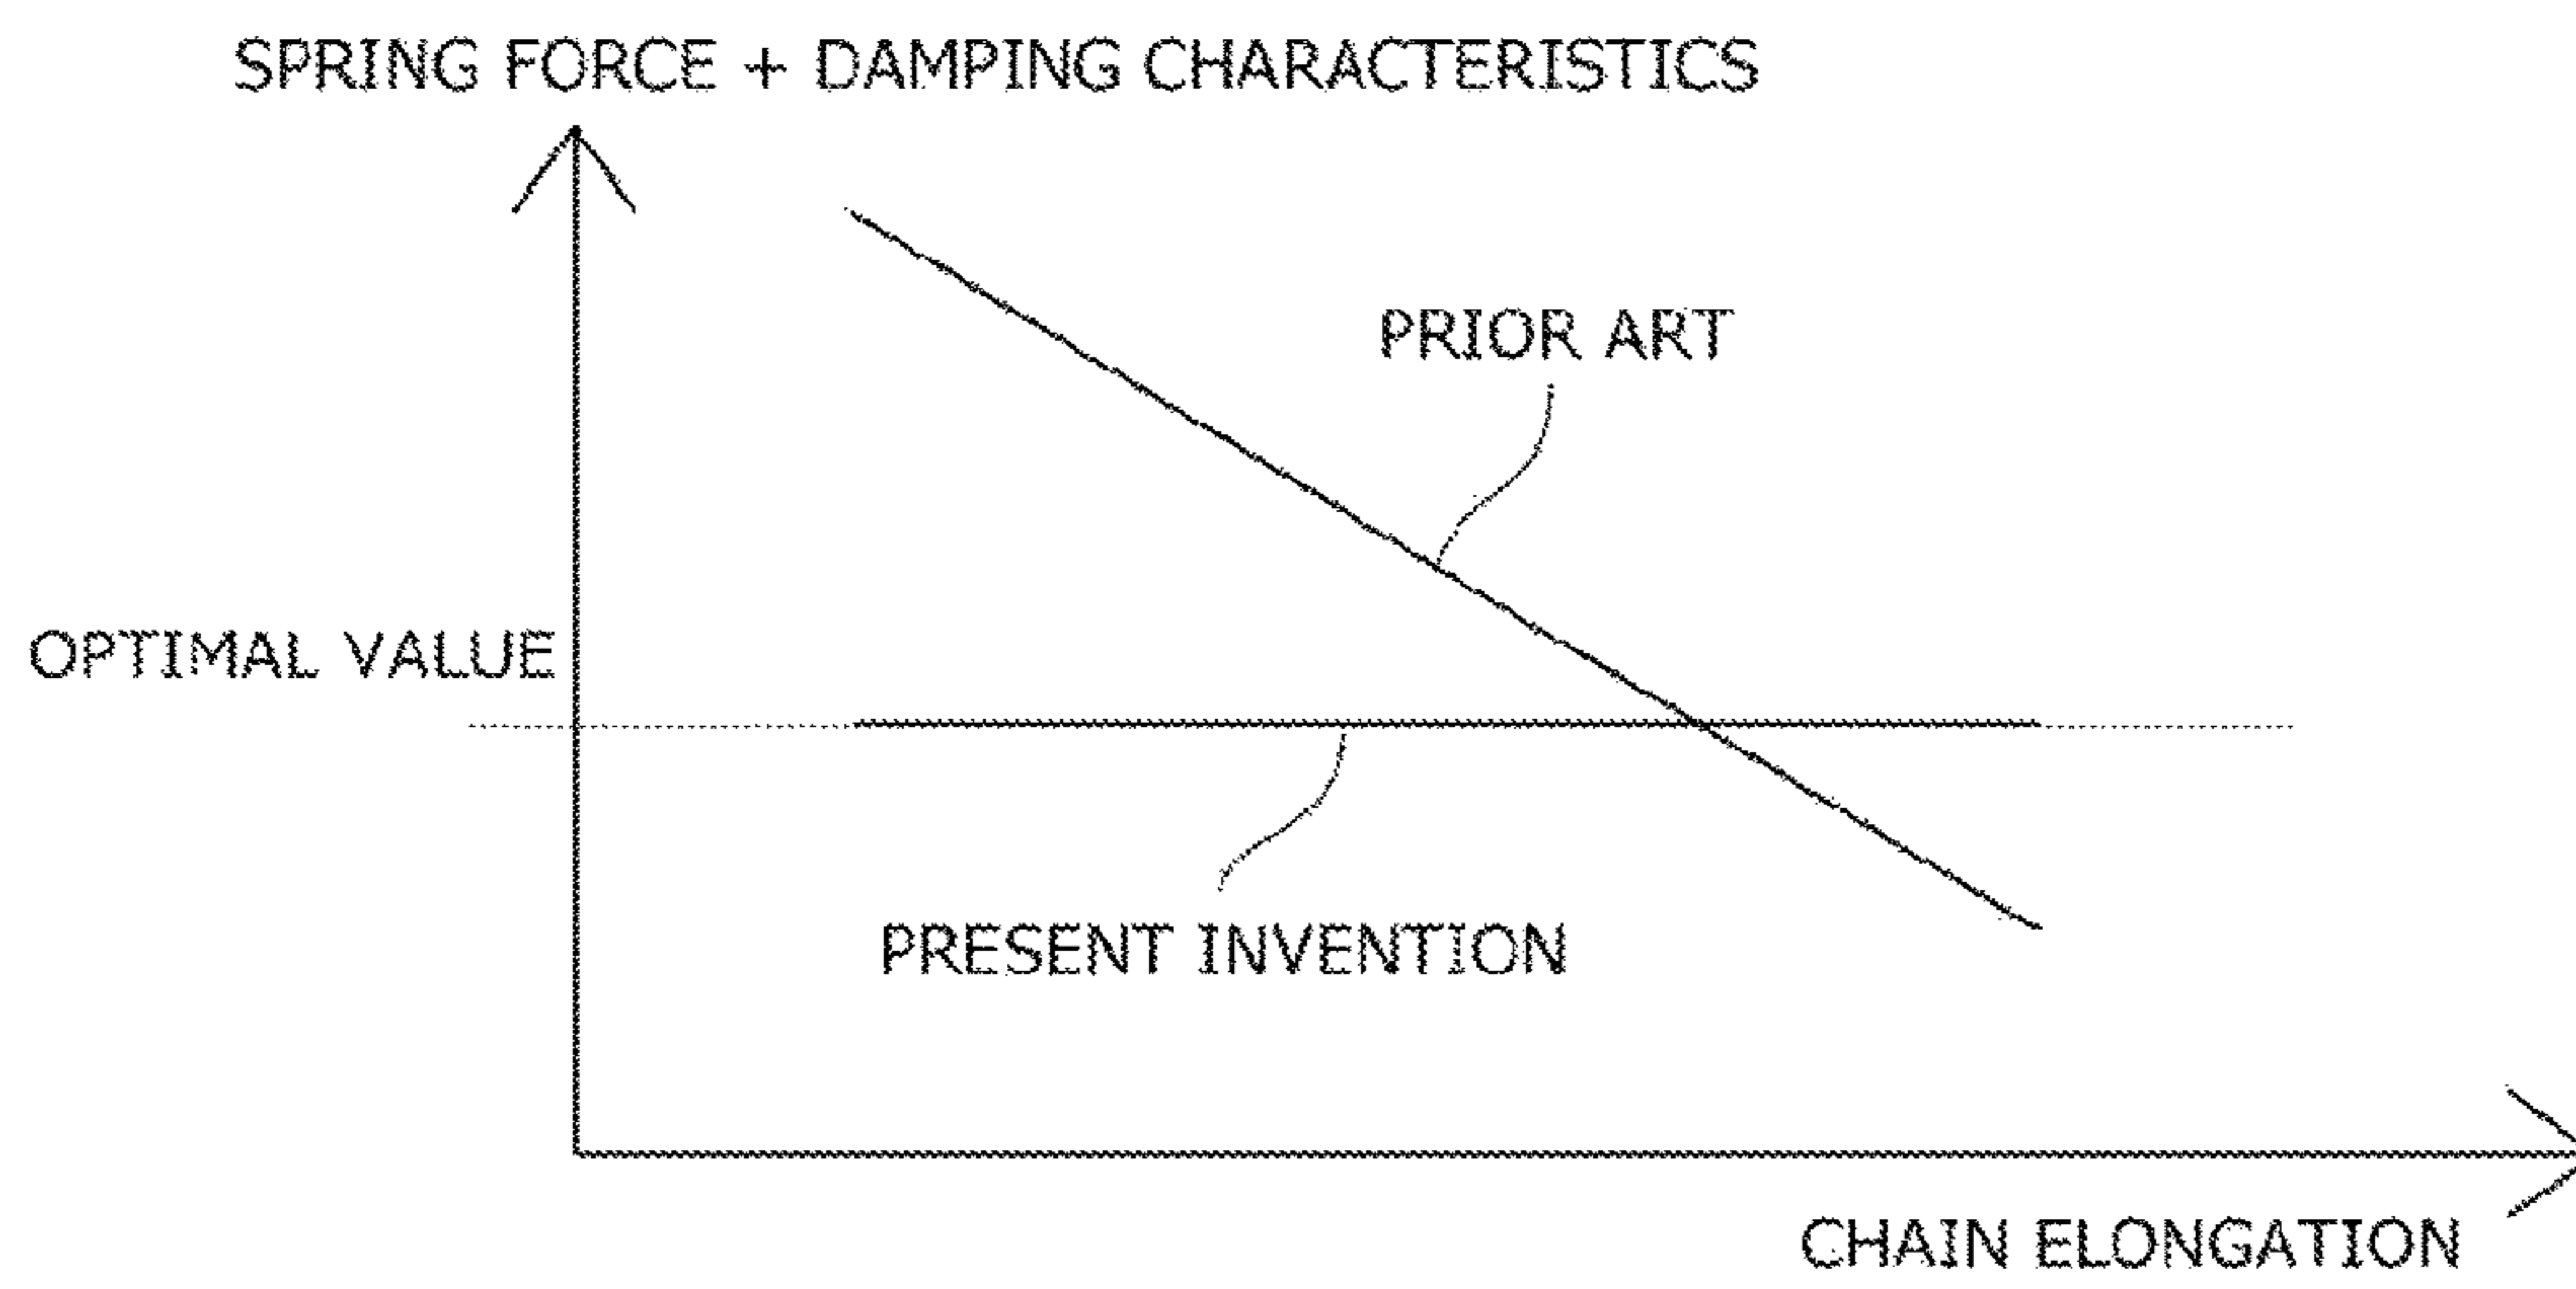 SPRING FORCE + DAMPING CHARACTERISTICS
PRIOR ART
OPTIMAL VALUE
PRESENT INVENTION
CHAIN ELONGATION